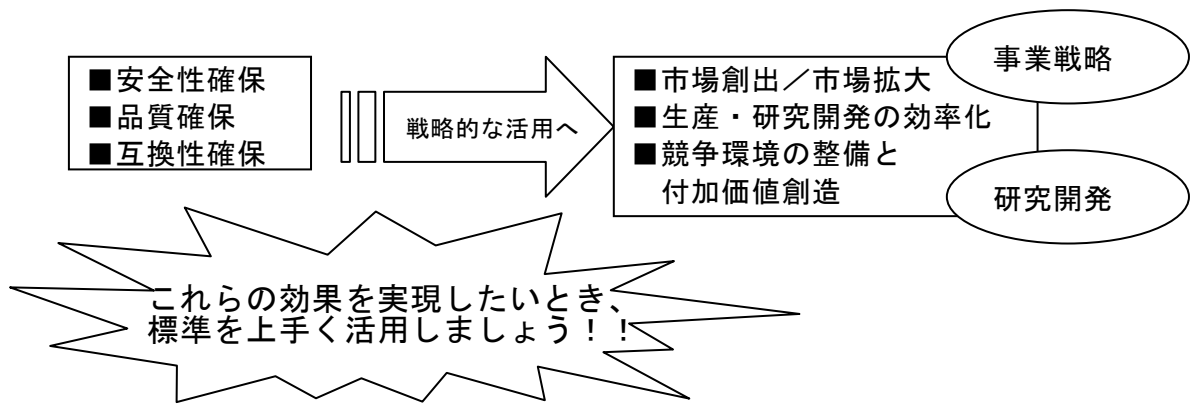 ■安全性確保
■品質確保
■互換性確保
戦略的な活用へ
■市場創出／市場拡大
■生産・研究開発の効率化
■競争環境の整備と
付加価値創造
事業戦略
研究開発
これらの効果を実現したいとき、
標準を上手く活用しましょう！！